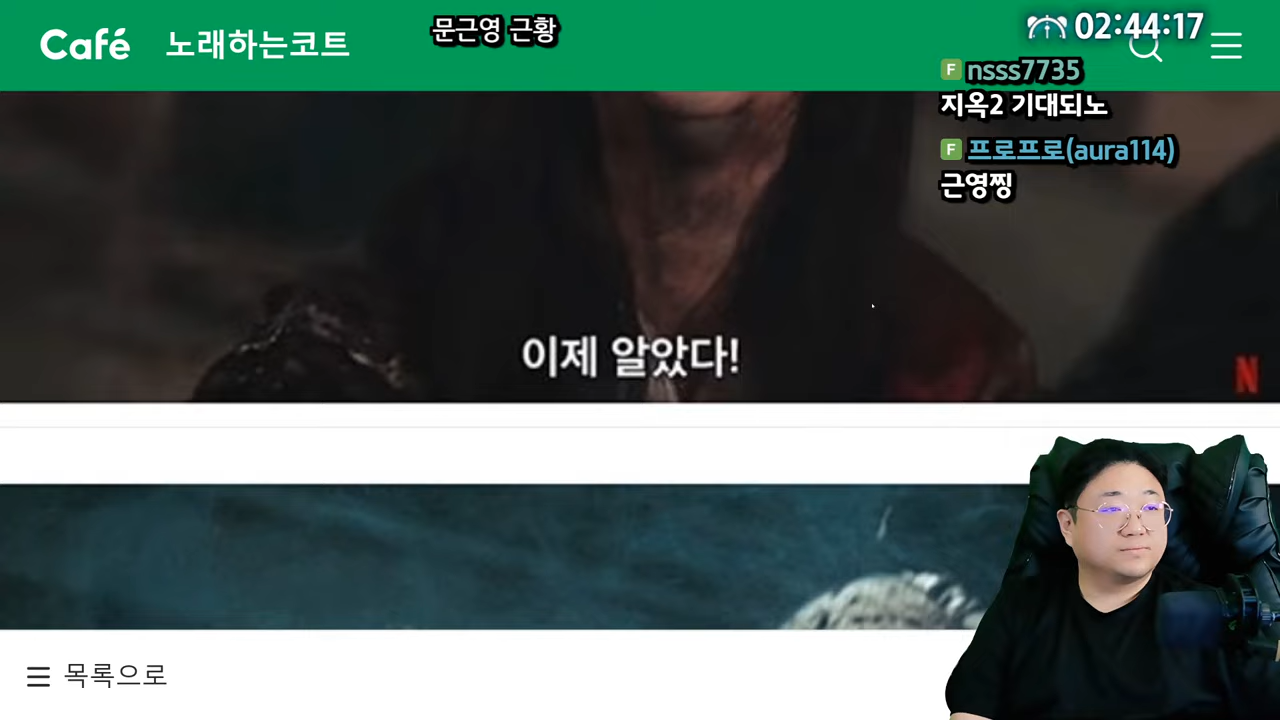 Café 노래하는코트
문근영 근황
02:44:17
F nsss7735
지옥2 기대되노
F 프로프로(aura114)
근영찡
이제 알았다!
N
목록으로